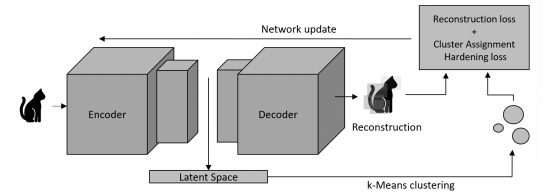 Network update
Reconstruction loss
+
Cluster Assignment
Hardening loss
Encoder
Decoder
Reconstruction
Latent Space
k-Means clustering